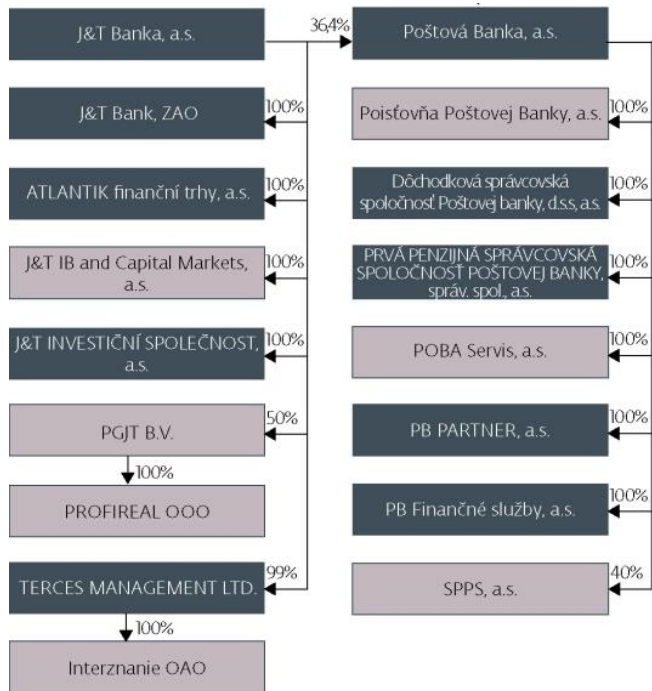 J&T Banka, a.s.
36,4%
Poštová Banka, a.s.
J&T Bank, ZAO
100%
Poisťovňa Poštovej Banky, a.s.
100%
ATLANTIK finanční trhy, a.s.
100%
Dôchodková správcovská
spoločnosť Poštovej banky, d.s.s, a.s.
100%
J&T IB and Capital Markets,
a.s.
100%
PRVÁ PENZIJNÁ SPRÁVCOVSKÁ
SPOLOČNOSŤ POŠTOVEJ BANKY,
správ. spol., a.s.
100%
J&T INVESTIČNÍ SPOLEČNOST,
a.s.
100%
POBA Servis, a.s.
100%
PGJT B.V.
50%
PB PARTNER, a.s.
100%
100%
PROFIREAL OOO
PB Finančné služby, a.s.
100%
TERCES MANAGEMENT LTD.
99%
SPPS, a.s.
40%
100%
Interznanie OAO